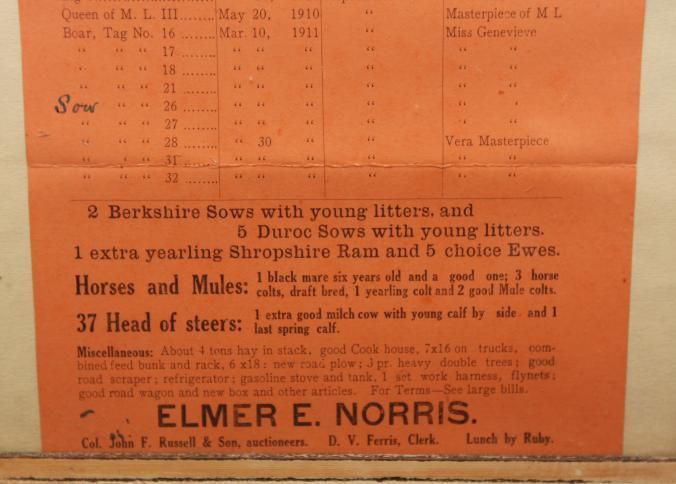 Queen of M. L. III........ May 20, 1910 “ Masterpiece of M L
Boar, Tag No. 16 ........ Mar. 10, 1911 “ Miss Genevieve
“ “ “ 17 ........ “ “ “ “ “
“ “ “ 18 ........ “ “ “ “ “
“ “ “ 21 ........ “ “ “ “ “
Sow “ “ 26 ........ “ “ “ “ “
“ “ “ 27 ........ “ “ “ “ “
“ “ “ 28 ........ “ 30 “ Vera Masterpiece
“ “ “ 31 ........ “ “ “ “ “
“ “ “ 32 ........ “ “ “ “ “
2 Berkshire Sows with young litters, and
5 Duroc Sows with young litters.
1 extra yearling Shropshire Ram and 5 choice Ewes.
Horses and Mules: 1 black mare six years old and a good one; 3 horse
colts, draft bred, 1 yearling colt and 2 good Mule colts.
37 Head of steers: 1 extra good milch cow with young calf by side and 1
last spring calf.
Miscellaneous: About 4 tons hay in stack, good Cook house, 7x16 on trucks, com-
bined feed bunk and rack, 6 x18: new road plow; 3 pr. heavy double trees; good
road scraper; refrigerator; gasoline stove and tank, 1 set work harness, flynets;
good road wagon and new box and other articles. For Terms—See large bills.
ELMER E. NORRIS.
Col. John F. Russell & Son, auctioneers. D. V. Ferris, Clerk. Lunch by Ruby.